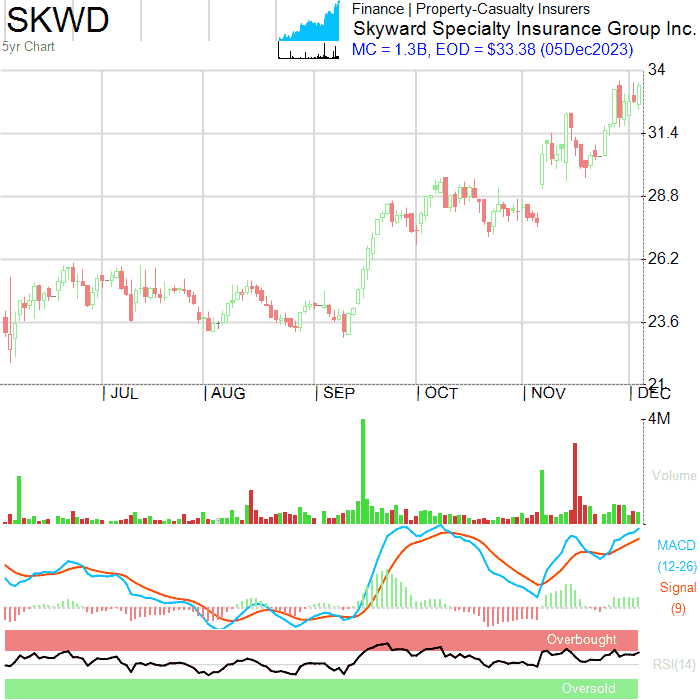 SKWD
5yr Chart
Finance | Property-Casualty Insurers
Skyward Specialty Insurance Group Inc.
MC = 1.3B, EOD = $33.38 (05Dec2023)
34
31.4
28.8
26.2
23.6
21
| JUL | AUG | SEP | OCT | NOV | DEC
4M
Volume
MACD
(12-26)
Signal
(9)
Overbought
RSI(14)
Oversold